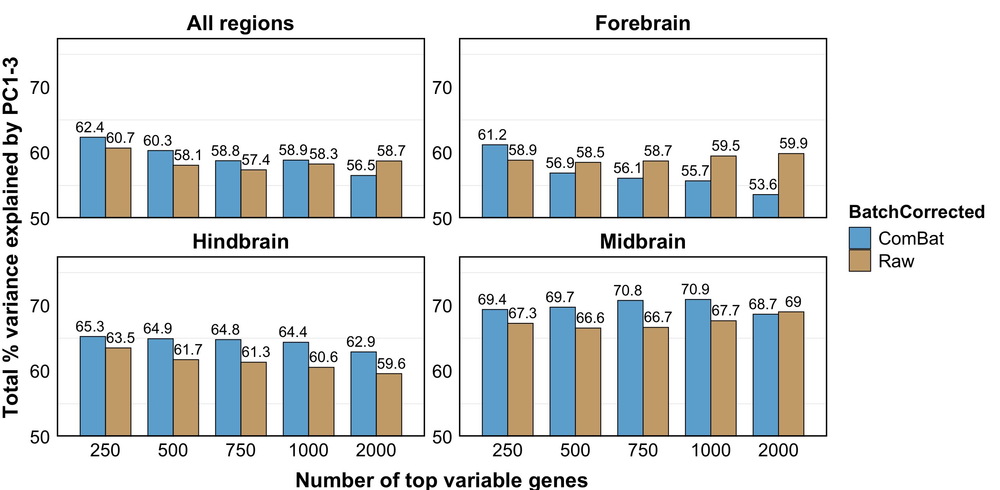 All regions
Forebrain
Total % variance explained by PC1-3
70
60
50
62.4 60.7 60.3 58.1 58.8 57.4 58.9 58.3 56.5 58.7
70
60
50
61.2 58.9 56.9 58.5 56.1 58.7 55.7 59.5 53.6 59.9
Hindbrain
Midbrain
70
60
50
65.3 63.5 64.9 61.7 64.8 61.3 64.4 60.6 62.9 59.6
250 500 750 1000 2000
70
60
50
69.4 67.3 69.7 66.6 70.8 66.7 70.9 67.7 68.7 69
250 500 750 1000 2000
Number of top variable genes
BatchCorrected
ComBat
Raw